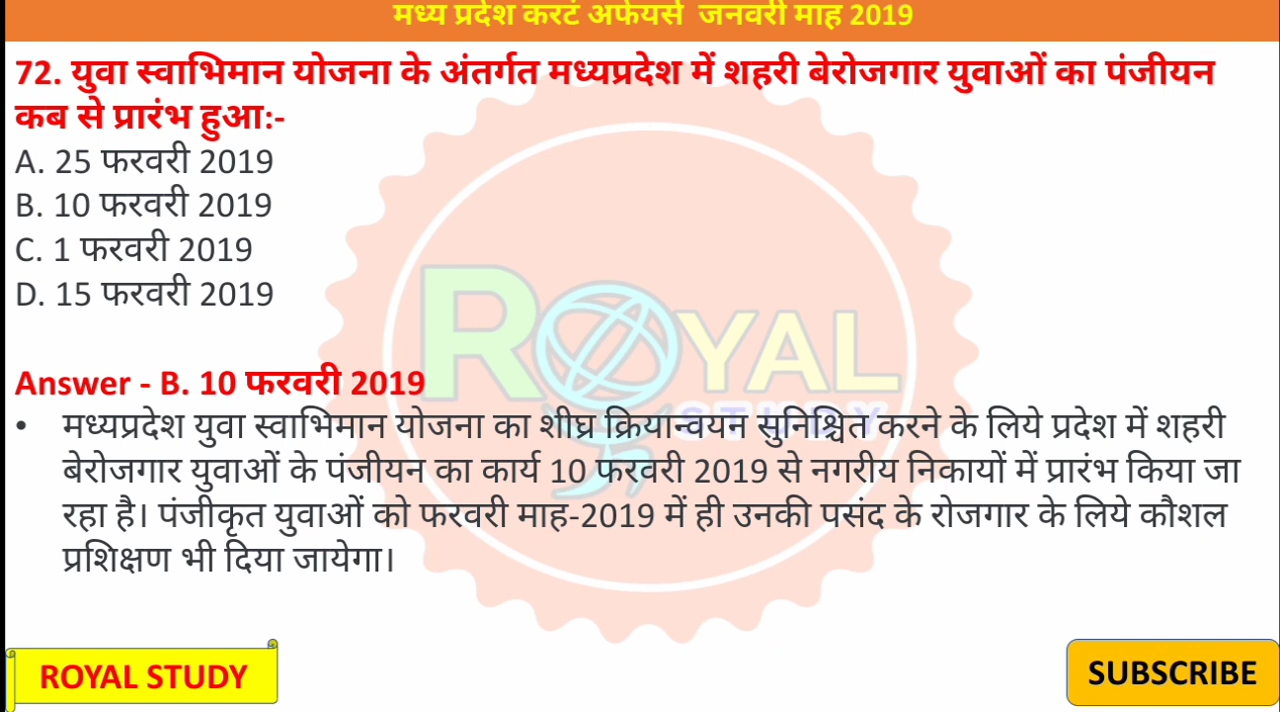 मध्य प्रदेश करटं अफेयर्स जनवरी माह 2019
72. युवा स्वाभिमान योजना के अंतर्गत मध्यप्रदेश में शहरी बेरोजगार युवाओं का पंजीयन
कब से प्रारंभ हुआ:-
A. 25 फरवरी 2019
B. 10 फरवरी 2019
C. 1 फरवरी 2019
D. 15 फरवरी 2019
ROYAL
STUDY
Answer - B. 10 फरवरी 2019
• मध्यप्रदेश युवा स्वाभिमान योजना का शीघ्र क्रियान्वयन सुनिश्चित करने के लिये प्रदेश में शहरी
बेरोजगार युवाओं के पंजीयन का कार्य 10 फरवरी 2019 से नगरीय निकायों में प्रारंभ किया जा
रहा है। पंजीकृत युवाओं को फरवरी माह-2019 में ही उनकी पसंद के रोजगार के लिये कौशल
प्रशिक्षण भी दिया जायेगा।
ROYAL STUDY
SUBSCRIBE